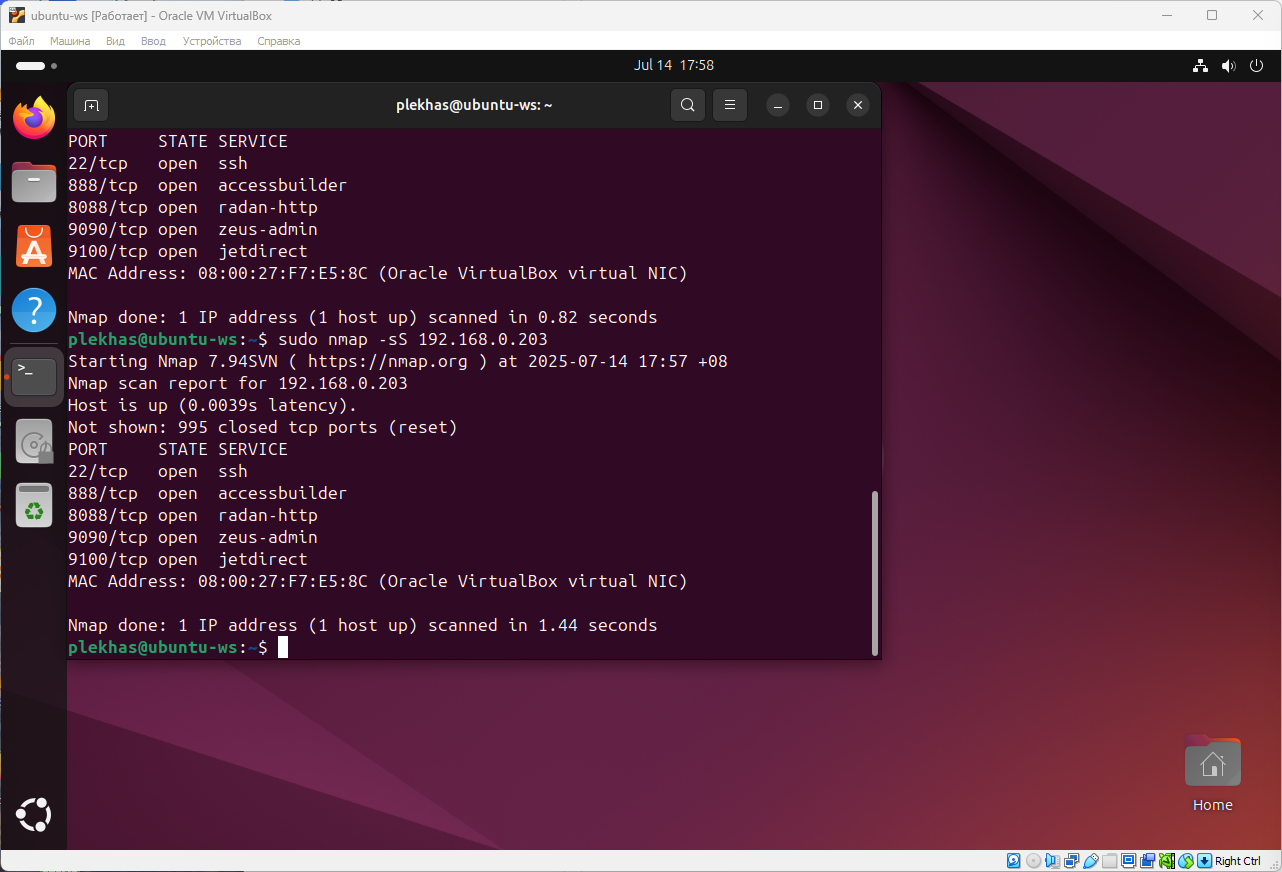 ubuntu-ws [Работает] - Oracle VM VirtualBox
Файл Машина Вид Ввод Устройства Справка
Jul 14 17:58
plekhas@ubuntu-ws: ~
PORT     STATE SERVICE
22/tcp   open  ssh
888/tcp  open  accessbuilder
8088/tcp open  radan-http
9090/tcp open  zeus-admin
9100/tcp open  jetdirect
MAC Address: 08:00:27:F7:E5:8C (Oracle VirtualBox virtual NIC)
Nmap done: 1 IP address (1 host up) scanned in 0.82 seconds
plekhas@ubuntu-ws:~$ sudo nmap -sS 192.168.0.203
Starting Nmap 7.94SVN ( https://nmap.org ) at 2025-07-14 17:57 +08
Nmap scan report for 192.168.0.203
Host is up (0.0039s latency).
Not shown: 995 closed tcp ports (reset)
PORT     STATE SERVICE
22/tcp   open  ssh
888/tcp  open  accessbuilder
8088/tcp open  radan-http
9090/tcp open  zeus-admin
9100/tcp open  jetdirect
MAC Address: 08:00:27:F7:E5:8C (Oracle VirtualBox virtual NIC)
Nmap done: 1 IP address (1 host up) scanned in 1.44 seconds
plekhas@ubuntu-ws:~$
Home
Right Ctrl